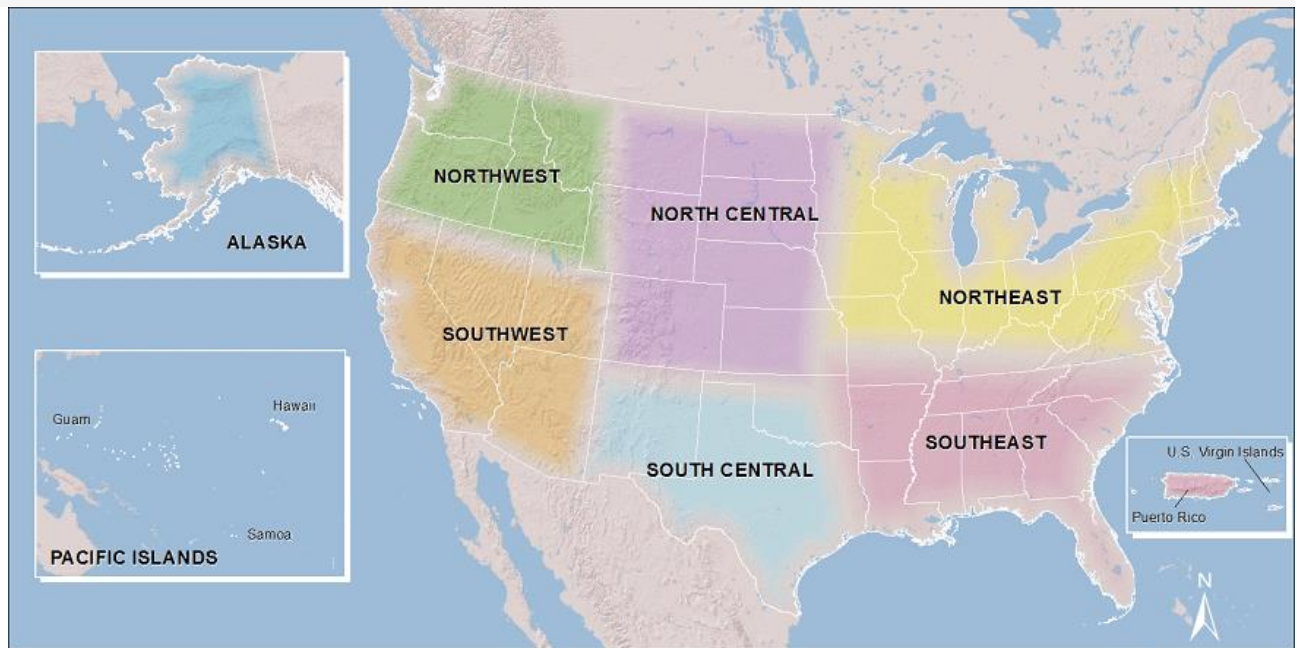 ALASKA
NORTHWEST
NORTH CENTRAL
NORTHEAST
SOUTHWEST
SOUTH CENTRAL
SOUTHEAST
Guam
Hawaii
Samoa
PACIFIC ISLANDS
U.S. Virgin Islands
Puerto Rico
N